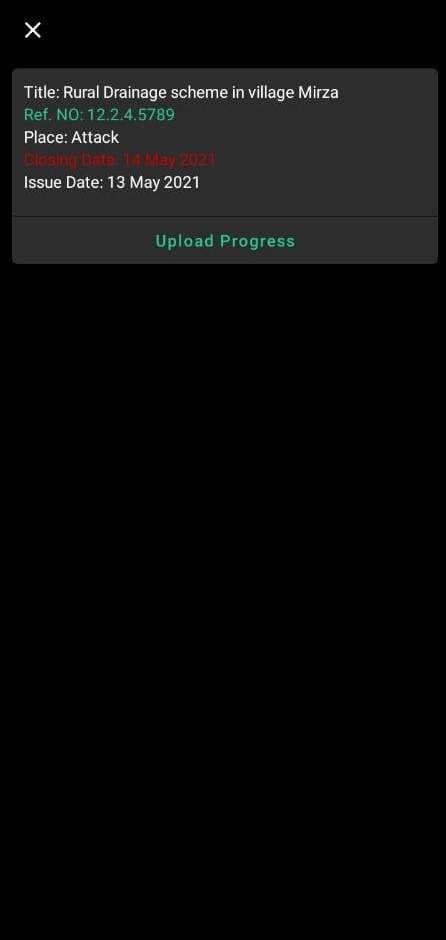 Title: Rural Drainage scheme in village Mirza
Ref. NO: 12.2.4.5789
Place: Attack
Closing Date: 14 May 2021
Issue Date: 13 May 2021
Upload Progress